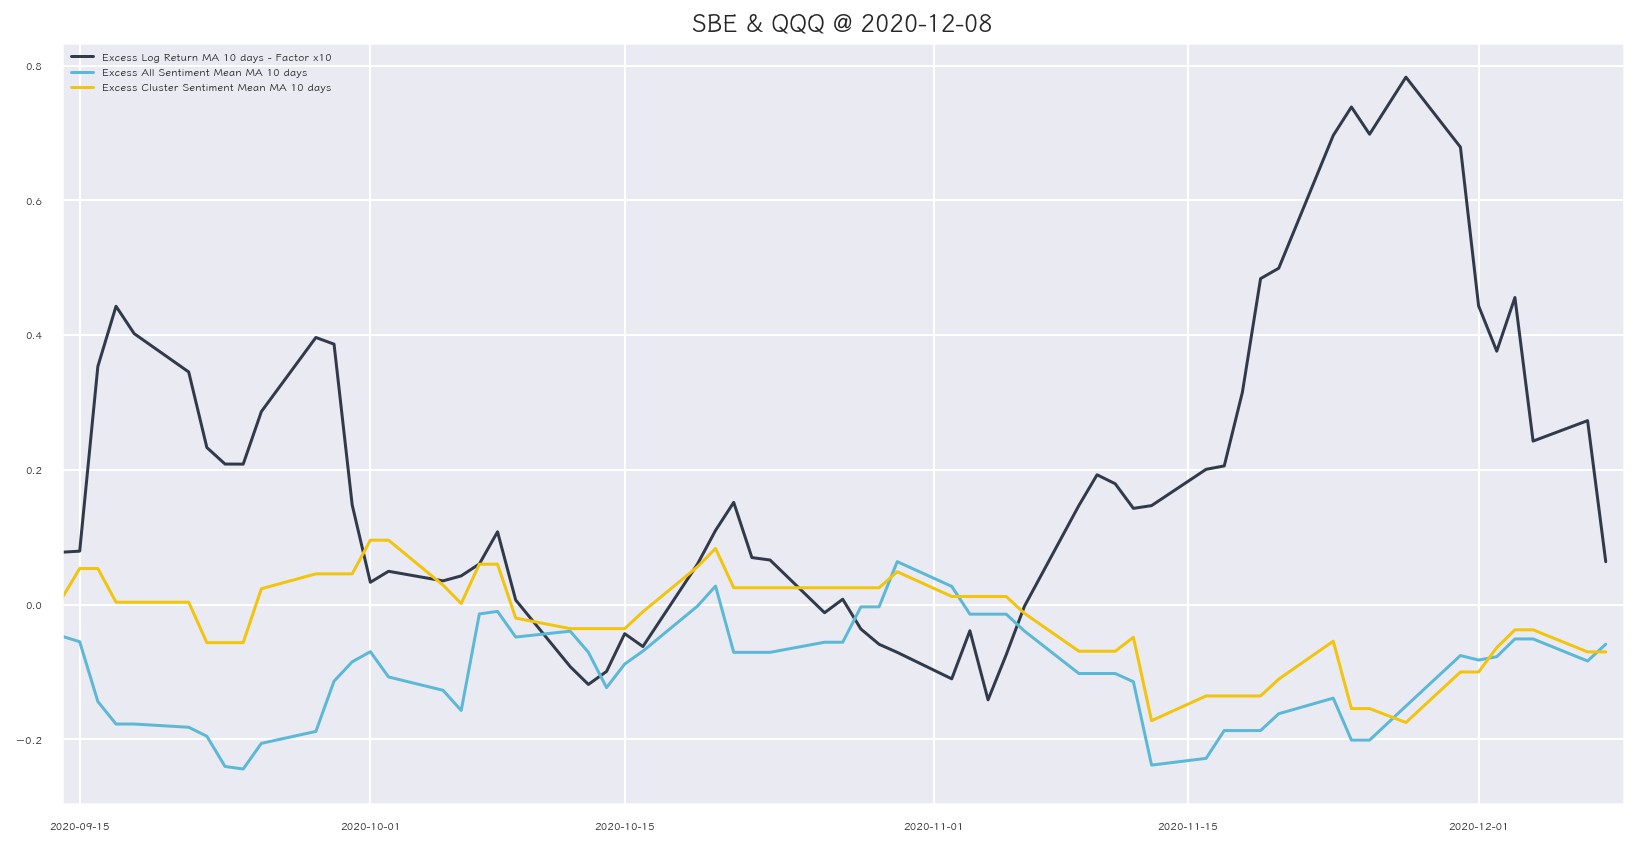 SBE & QQQ @ 2020-12-08
Excess Log Return MA 10 days - Factor x10
Excess All Sentiment Mean MA 10 days
Excess Cluster Sentiment Mean MA 10 days
0.8
0.6
0.4
0.2
0.0
−0.2
2020-09-15 2020-10-01 2020-10-15 2020-11-01 2020-11-15 2020-12-01